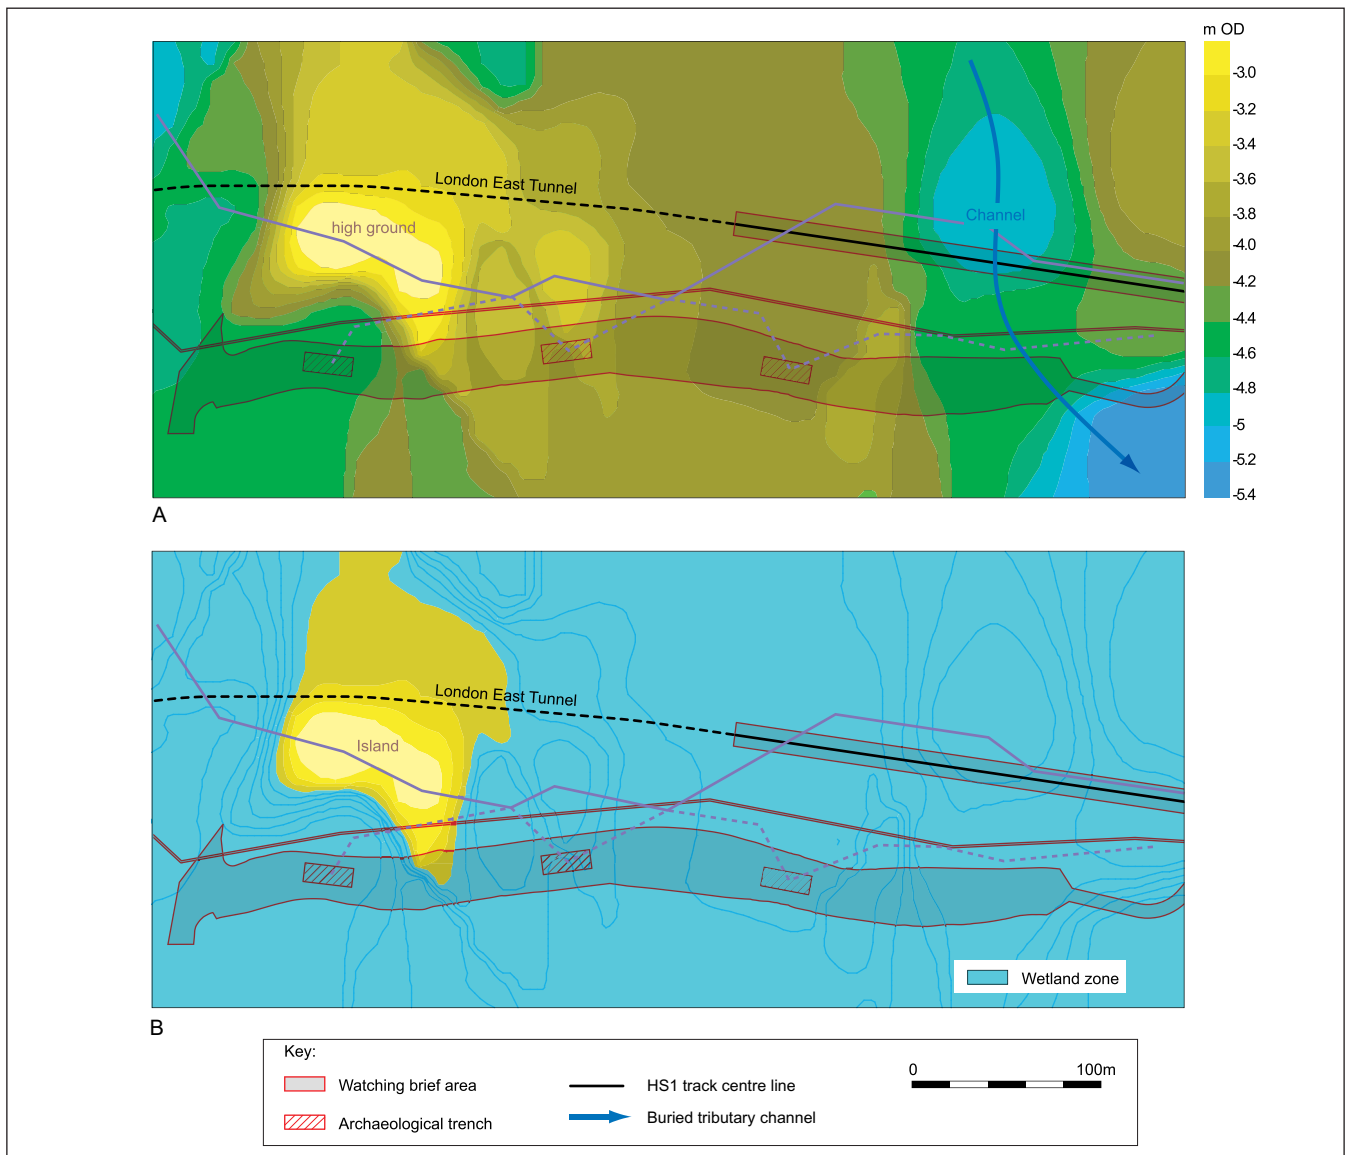 m OD
-3.0
-3.2
-3.4
-3.6
-3.8
-4.0
-4.2
-4.4
-4.6
-4.8
-5
-5.2
-5.4
London East Tunnel
high ground
Channel
A
London East Tunnel
Island
Wetland zone
B
Key:
Watching brief area
Archaeological trench
HS1 track centre line
Buried tributary channel
0 100m